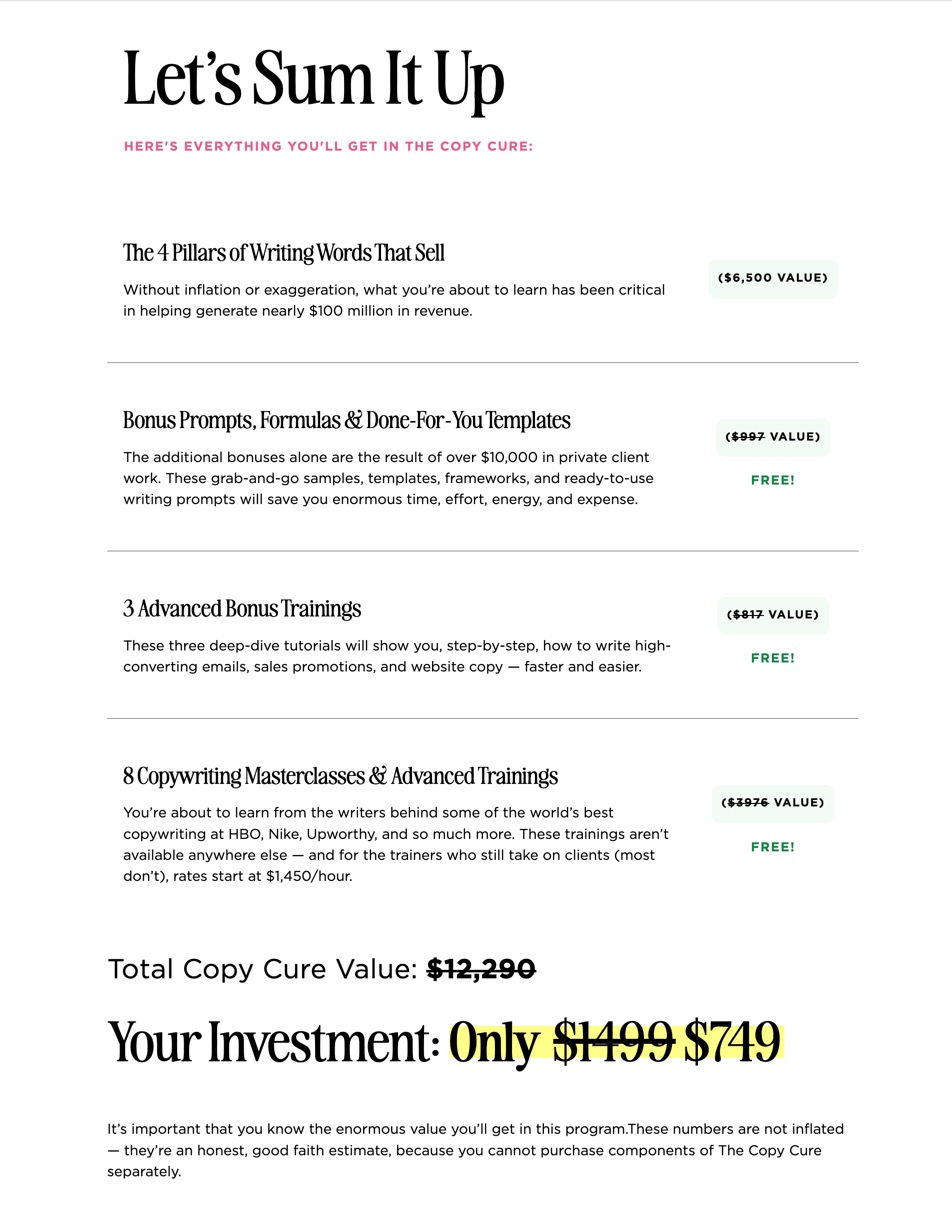 Let’s Sum It Up
HERE'S EVERYTHING YOU'LL GET IN THE COPY CURE:
The 4 Pillars of Writing Words That Sell
Without inflation or exaggeration, what you’re about to learn has been critical
in helping generate nearly $100 million in revenue.
($6,500 VALUE)
Bonus Prompts, Formulas & Done-For-You Templates
The additional bonuses alone are the result of over $10,000 in private client
work. These grab-and-go samples, templates, frameworks, and ready-to-use
writing prompts will save you enormous time, effort, energy, and expense.
($997 VALUE)
FREE!
3 Advanced Bonus Trainings
These three deep-dive tutorials will show you, step-by-step, how to write high-
converting emails, sales promotions, and website copy — faster and easier.
($817 VALUE)
FREE!
8 Copywriting Masterclasses & Advanced Trainings
You’re about to learn from the writers behind some of the world’s best
copywriting at HBO, Nike, Upworthy, and so much more. These trainings aren’t
available anywhere else — and for the trainers who still take on clients (most
don’t), rates start at $1,450/hour.
($3976 VALUE)
FREE!
Total Copy Cure Value: $12,290
Your Investment: Only $1499 $749
It’s important that you know the enormous value you’ll get in this program.These numbers are not inflated
— they’re an honest, good faith estimate, because you cannot purchase components of The Copy Cure
separately.